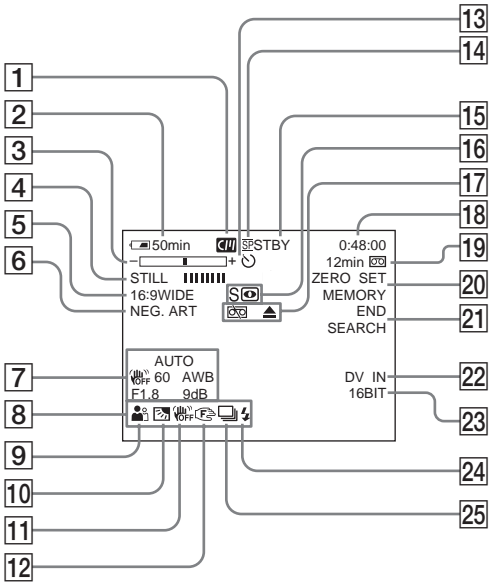 13
14
1
2
15
3
16
4
17
5
18
6
50min
SP
STBY
0:48:00
- +
12min
19
STILL
ZERO SET
20
16:9WIDE
S
MEMORY
NEG. ART
END
21
SEARCH
AUTO
7
OFF 60 AWB
DV IN
22
F1.8 9dB
16BIT
8
OFF
F
23
9
24
10
25
11
12